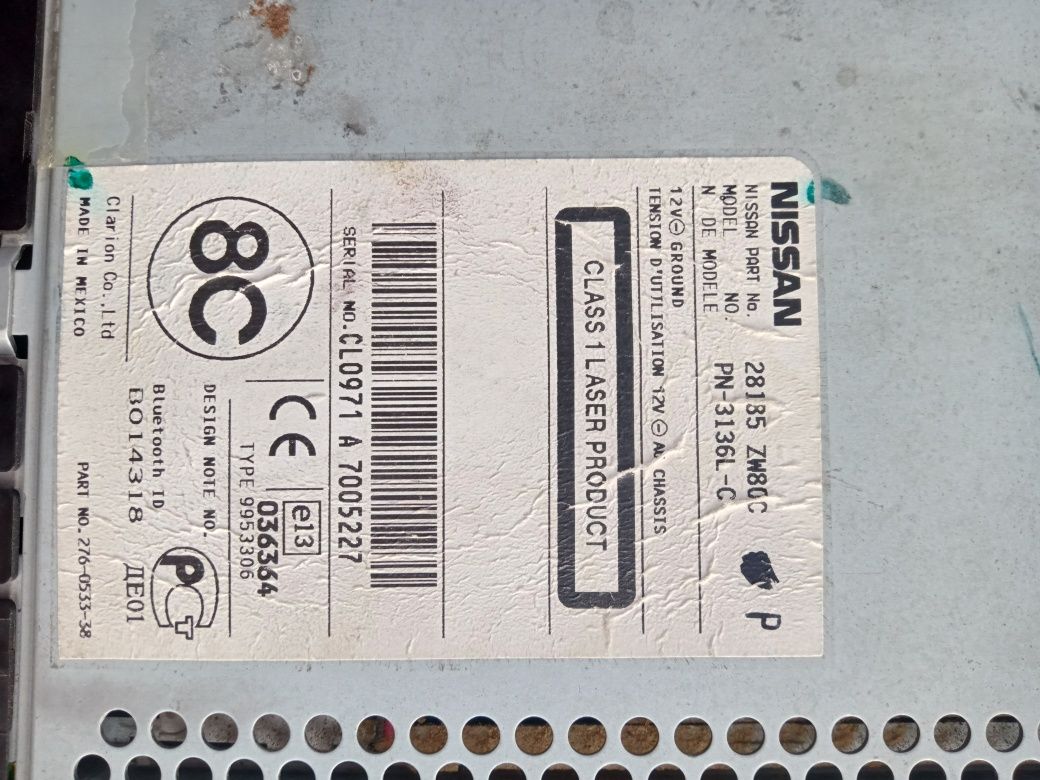 NISSAN
NISSAN PART No. 28185 ZW80C P
MODEL NO. PN-3136L-C
N DE MODELE
12V⊖ GROUND
TENSION D'UTILISATION 12V ⊖ AU CHASSIS
CLASS 1 LASER PRODUCT
SERIAL NO.CL0971 A 7005227
8C
CE
e13
036364
TYPE 9953306
DESIGN NOTE NO.
Bluetooth ID
B014318
РСТ
ДЕ01
Clarion Co.,Ltd
MADE IN MEXICO
PART NO. 276-0533-38